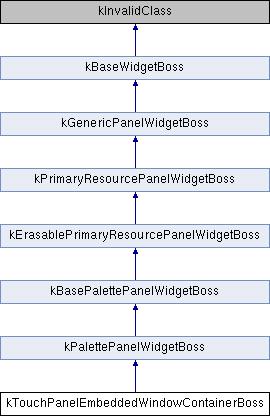 kInvalidClass
kBaseWidgetBoss
kGenericPanelWidgetBoss
kPrimaryResourcePanelWidgetBoss
kErasablePrimaryResourcePanelWidgetBoss
kBasePalettePanelWidgetBoss
kPalettePanelWidgetBoss
kTouchPanelEmbeddedWindowContainerBoss